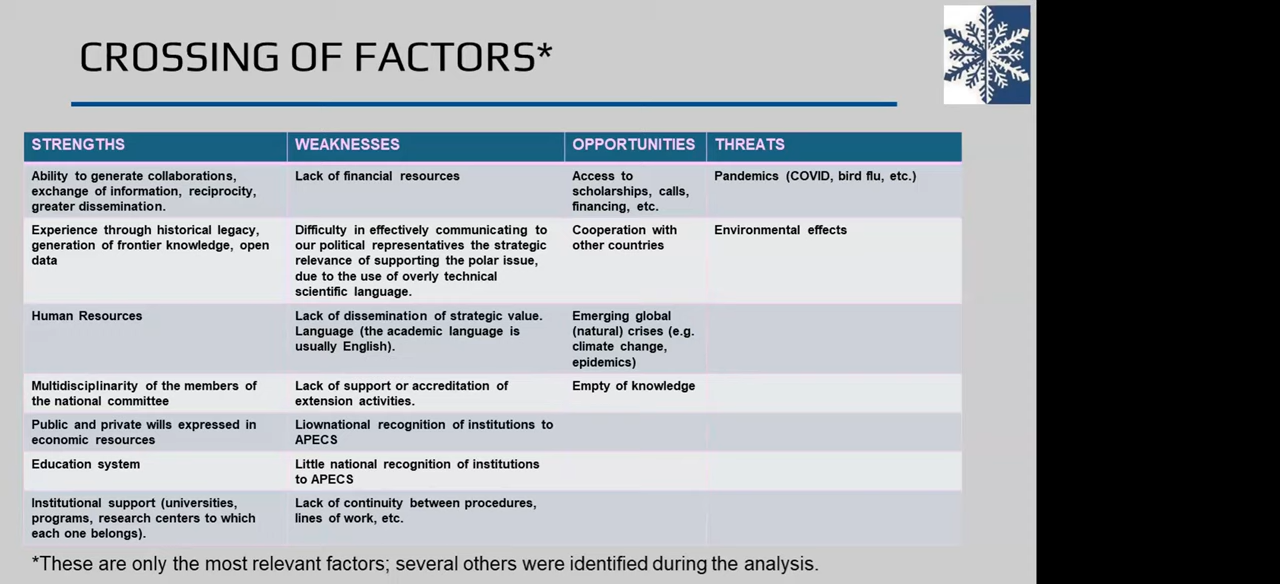 CROSSING OF FACTORS*
STRENGTHS
WEAKNESSES
OPPORTUNITIES
THREATS
Ability to generate collaborations,
exchange of information, reciprocity,
greater dissemination.
Lack of financial resources
Access to
scholarships, calls,
financing, etc.
Pandemics (COVID, bird flu, etc.)
Experience through historical legacy,
generation of frontier knowledge, open
data
Difficulty in effectively communicating to
our political representatives the strategic
relevance of supporting the polar issue,
due to the use of overly technical
scientific language.
Cooperation with
other countries
Environmental effects
Human Resources
Lack of dissemination of strategic value.
Language (the academic language is
usually English).
Emerging global
(natural) crises (e.g.
climate change,
epidemics)
Multidisciplinarity of the members of
the national committee
Lack of support or accreditation of
extension activities.
Empty of knowledge
Public and private wills expressed in
economic resources
Liownational recognition of institutions to
APECS
Education system
Little national recognition of institutions
to APECS
Institutional support (universities,
programs, research centers to which
each one belongs).
Lack of continuity between procedures,
lines of work, etc.
*These are only the most relevant factors; several others were identified during the analysis.